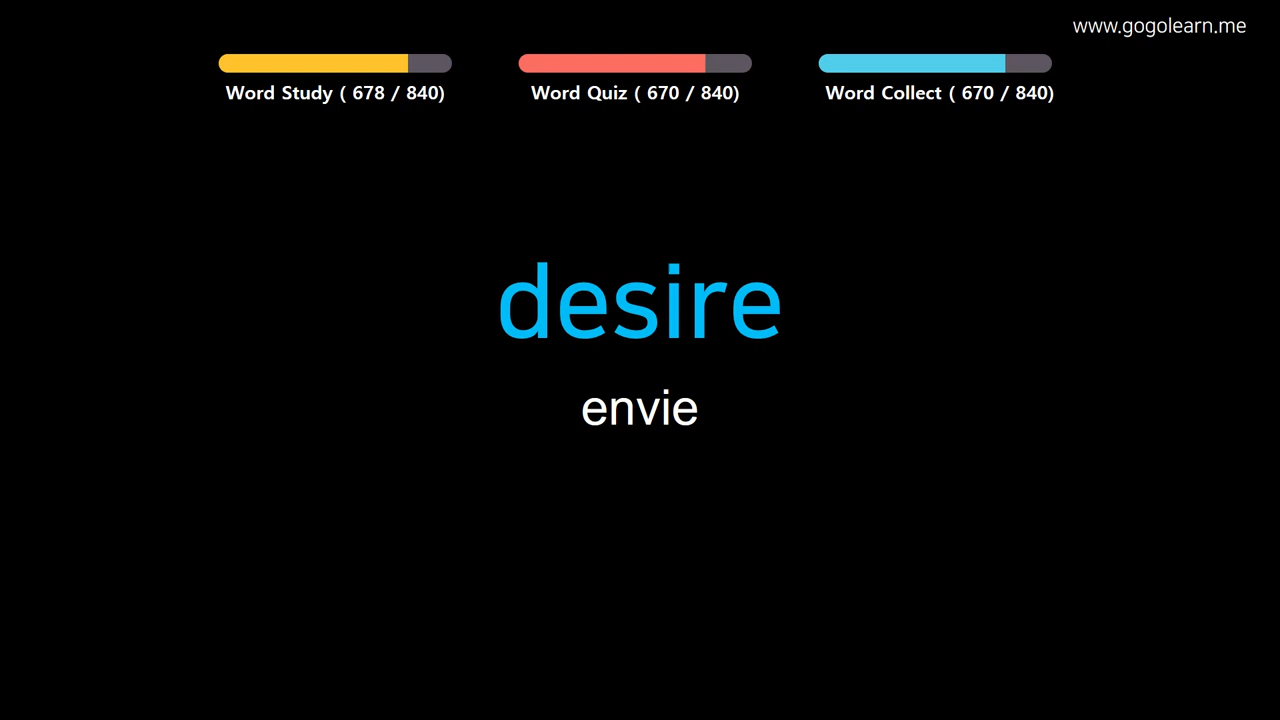 www.gogolearn.me
Word Study ( 678 / 840)
Word Quiz ( 670 / 840)
Word Collect ( 670 / 840)
desire
envie